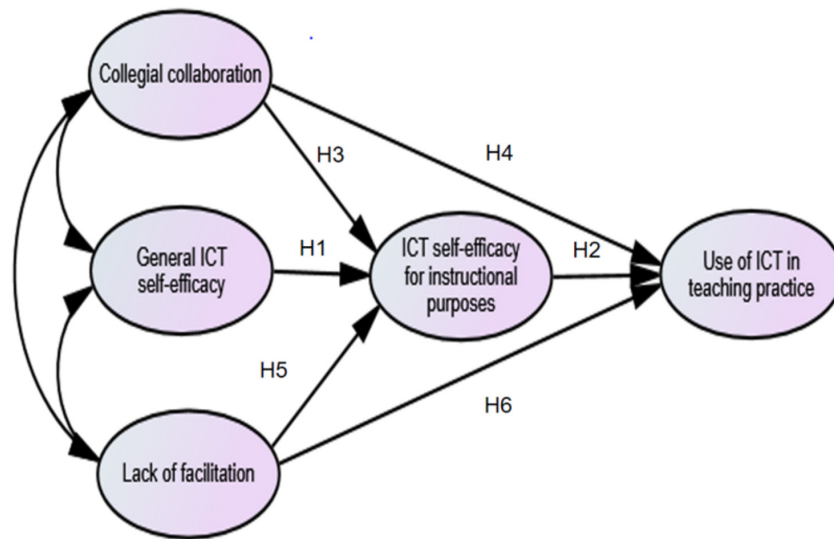 Collegial collaboration
H3
H4
General ICT
self-efficacy
H1
ICT self-efficacy
for instructional
purposes
H2
Use of ICT in
teaching practice
H5
H6
Lack of facilitation